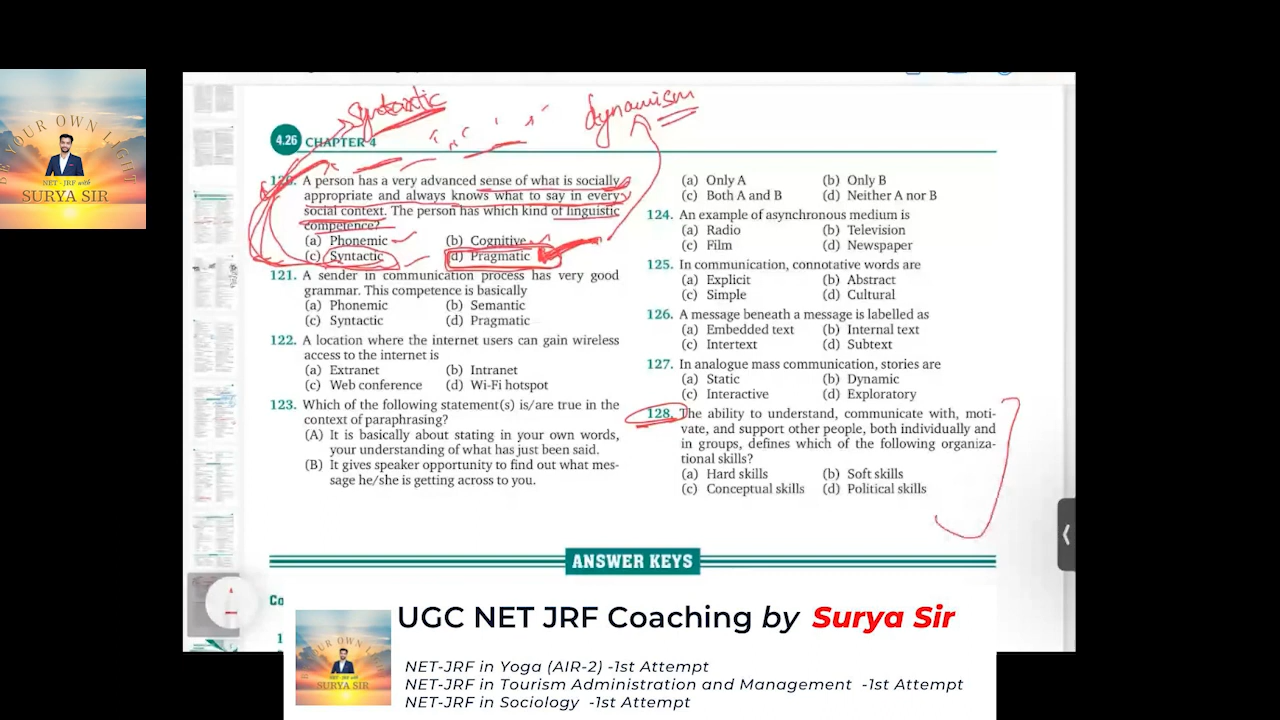 BE YOUR OWN LIGHT
NET - JRF with
SURYA SIR
syntactic
dynamism
4.26 CHAPTER 4
A person has a very advanced sense of what is socially
appropriate and always knows what to say in every
social context. The person has which kind of linguistic
competence?
(a) Phonemic (b) Cognitive
(c) Syntactic (d) Pragmatic
121. A sender in communication process has very good
grammar. This competence is basically
(a) Phonemic (b) Semantic
(c) Syntactic (d) Pragmatic
122. A location where the internet users can gain wireless
access to the internet is
(a) Extranet (b) Intranet
(c) Web conference (d) Wi-Fi hotspot
123. Which of the following statement(s) is/are true in the
context of paraphrasing?
(A) It is basically about stating in your own words,
your understanding of what has just been said.
(B) It gives speaker opportunity to find out what mes-
sage he/she is getting across to you.
(a) Only A (b) Only B
(c) Both A and B (d) Neither A nor B
124. An example of asynchronous medium is
(a) Radio (b) Television
(c) Film (d) Newspaper
125. In communication, connotative words are
(a) Explicit (b) Abstract
(c) Simple (d) Cultural
126. A message beneath a message is labelled as
(a) Embedded text (b) Internal text
(c) Intertext (d) Subtext
127. In analogue mass communication, stories are
(a) Static (b) Dynamic
(c) Interactive (d) Exploratory
128. The ability to understand, communicate with, moti-
vate, and support other people, both individually and
in groups, defines which of the following organiza-
tional skills?
(a) Hard skills (b) Soft skills
(c) Conceptual skills (d) Political skills
ANSWER KEYS
UGC NET JRF Coaching by Surya Sir
SURYA SIR
NET-JRF in Yoga (AIR-2) -1st Attempt
NET-JRF in Tourism Administration and Management -1st Attempt
NET-JRF in Sociology -1st Attempt